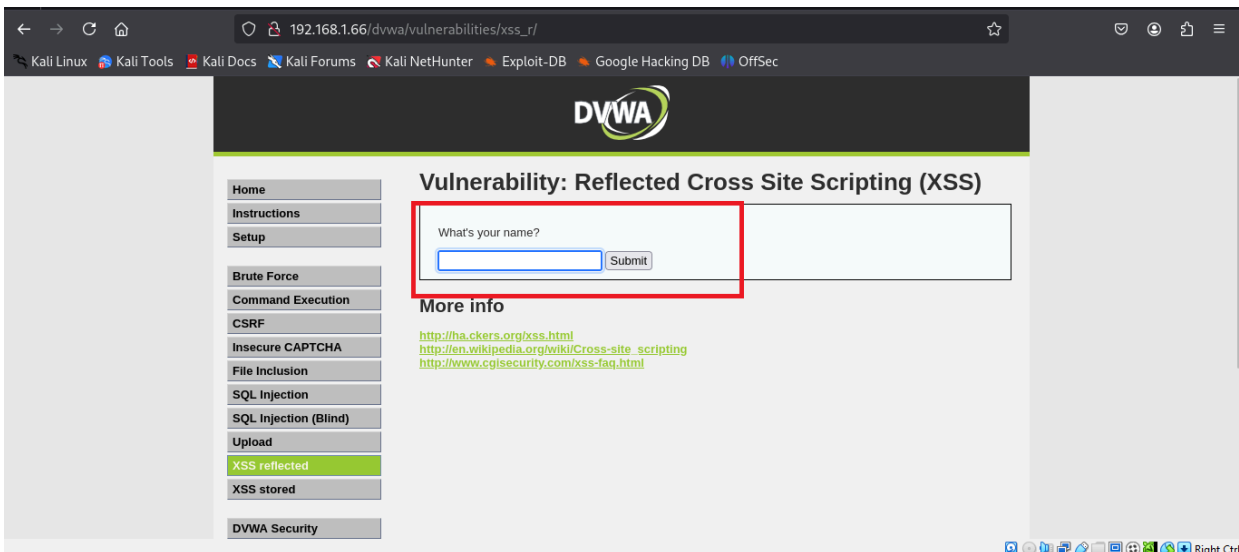 192.168.1.66/dvwa/vulnerabilities/xss_r/
Kali Linux Kali Tools Kali Docs Kali Forums Kali NetHunter Exploit-DB Google Hacking DB OffSec
DVWA
Home
Instructions
Setup
Brute Force
Command Execution
CSRF
Insecure CAPTCHA
File Inclusion
SQL Injection
SQL Injection (Blind)
Upload
XSS reflected
XSS stored
DVWA Security
Vulnerability: Reflected Cross Site Scripting (XSS)
What's your name?
Submit
More info
http://ha.ckers.org/xss.html
http://en.wikipedia.org/wiki/Cross-site_scripting
http://www.cgisecurity.com/xss-faq.html
Right Ctrl